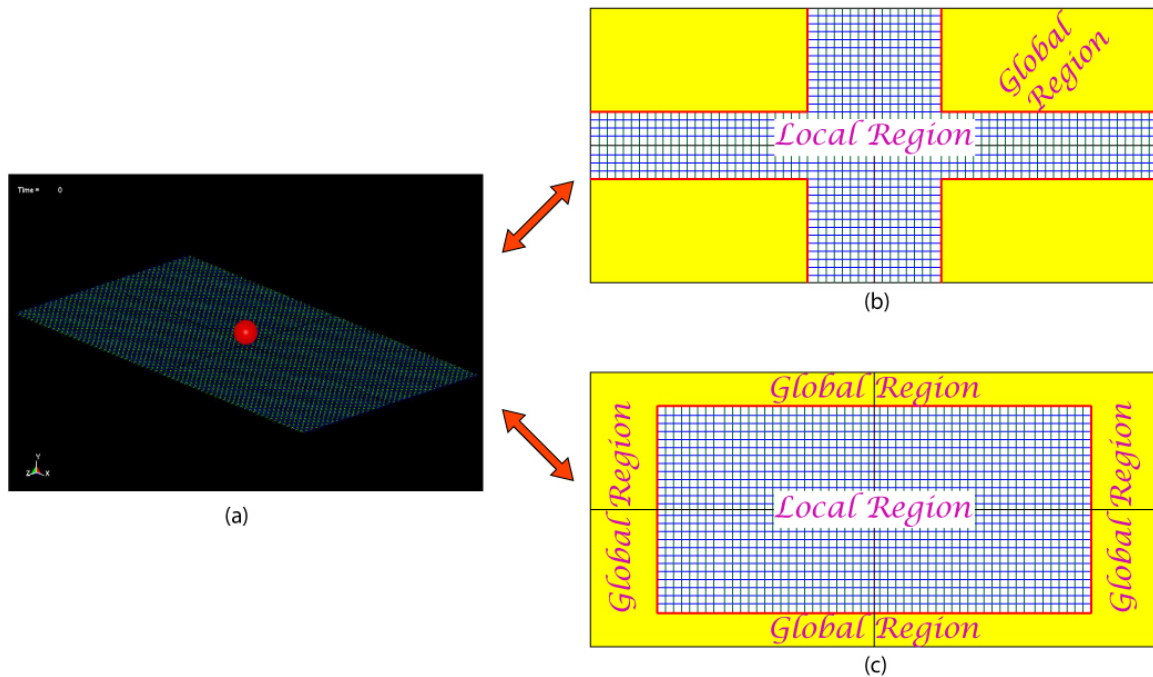 Time = 0
Y
Z X
(a)
Global
Region
Local Region
(b)
Global Region
Global Region
Local Region
Global Region
Global Region
(c)